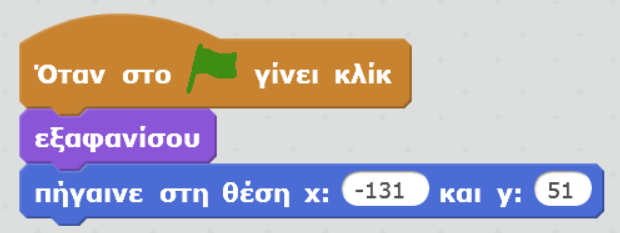 Όταν στο γίνει κλίκ
εξαφανίσου
πήγαινε στη θέση x: -131 και y: 51